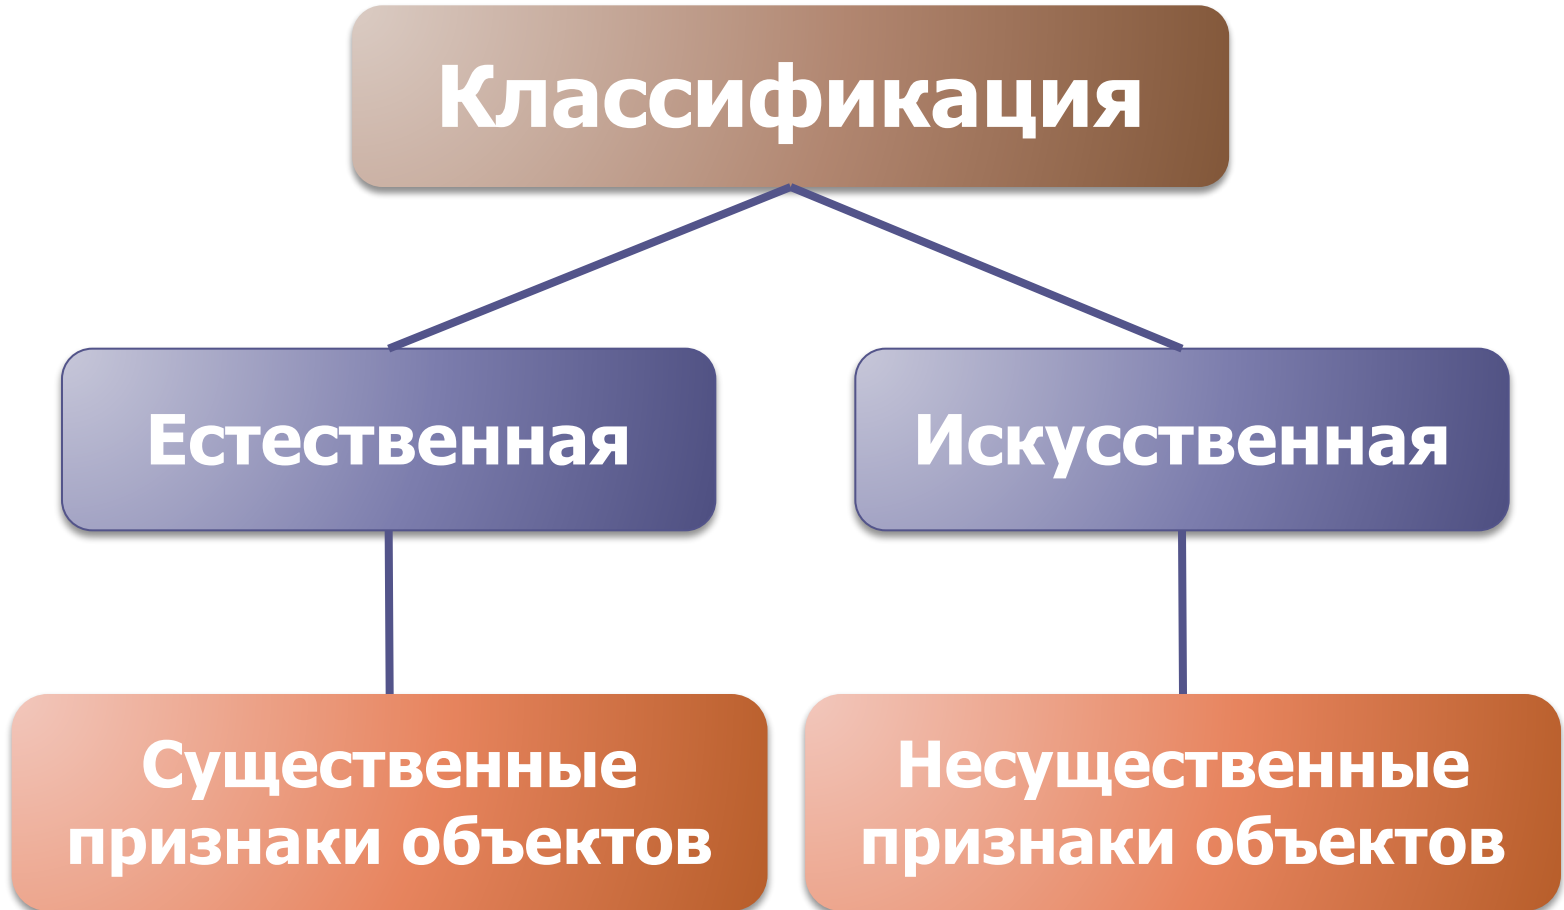 Классификация
Естественная
Искусственная
Существенные
признаки объектов
Несущественные
признаки объектов